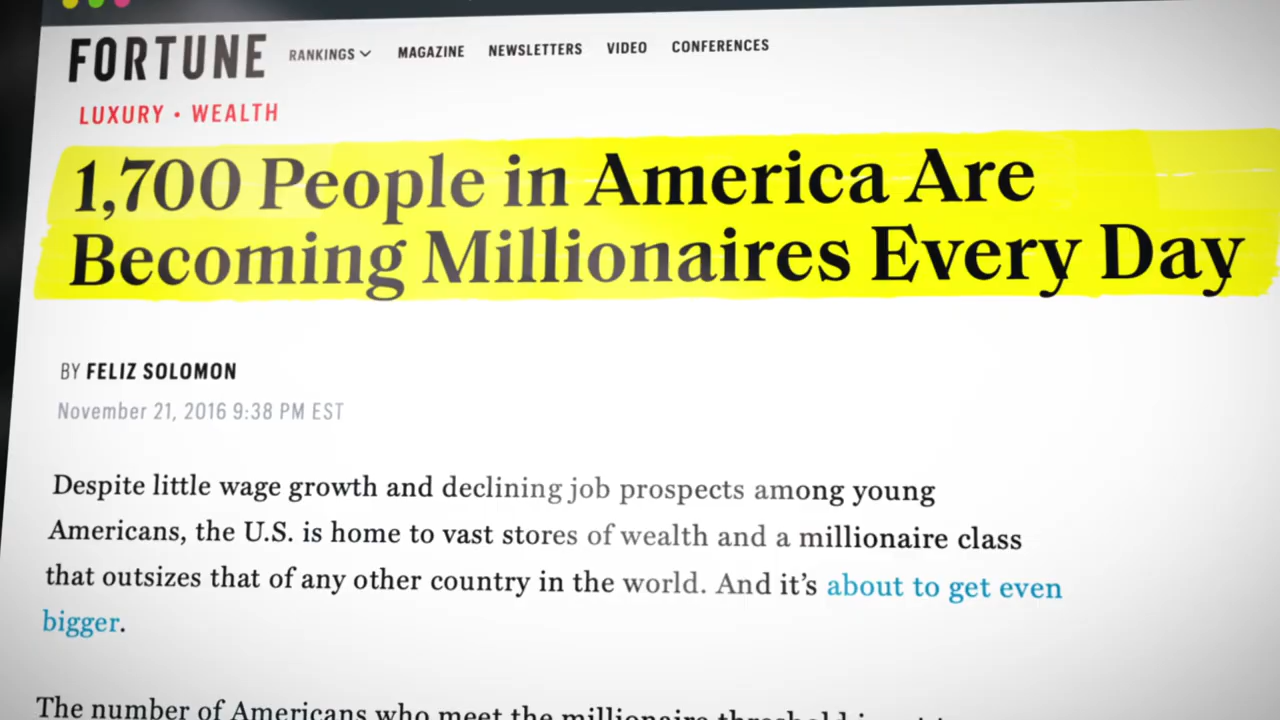 FORTUNE RANKINGS MAGAZINE NEWSLETTERS VIDEO CONFERENCES
LUXURY • WEALTH
1,700 People in America Are
Becoming Millionaires Every Day
BY FELIZ SOLOMON
November 21, 2016 9:38 PM EST
Despite little wage growth and declining job prospects among young
Americans, the U.S. is home to vast stores of wealth and a millionaire class
that outsizes that of any other country in the world. And it’s about to get even
bigger.
The number of Americans who meet the millionaire threshold